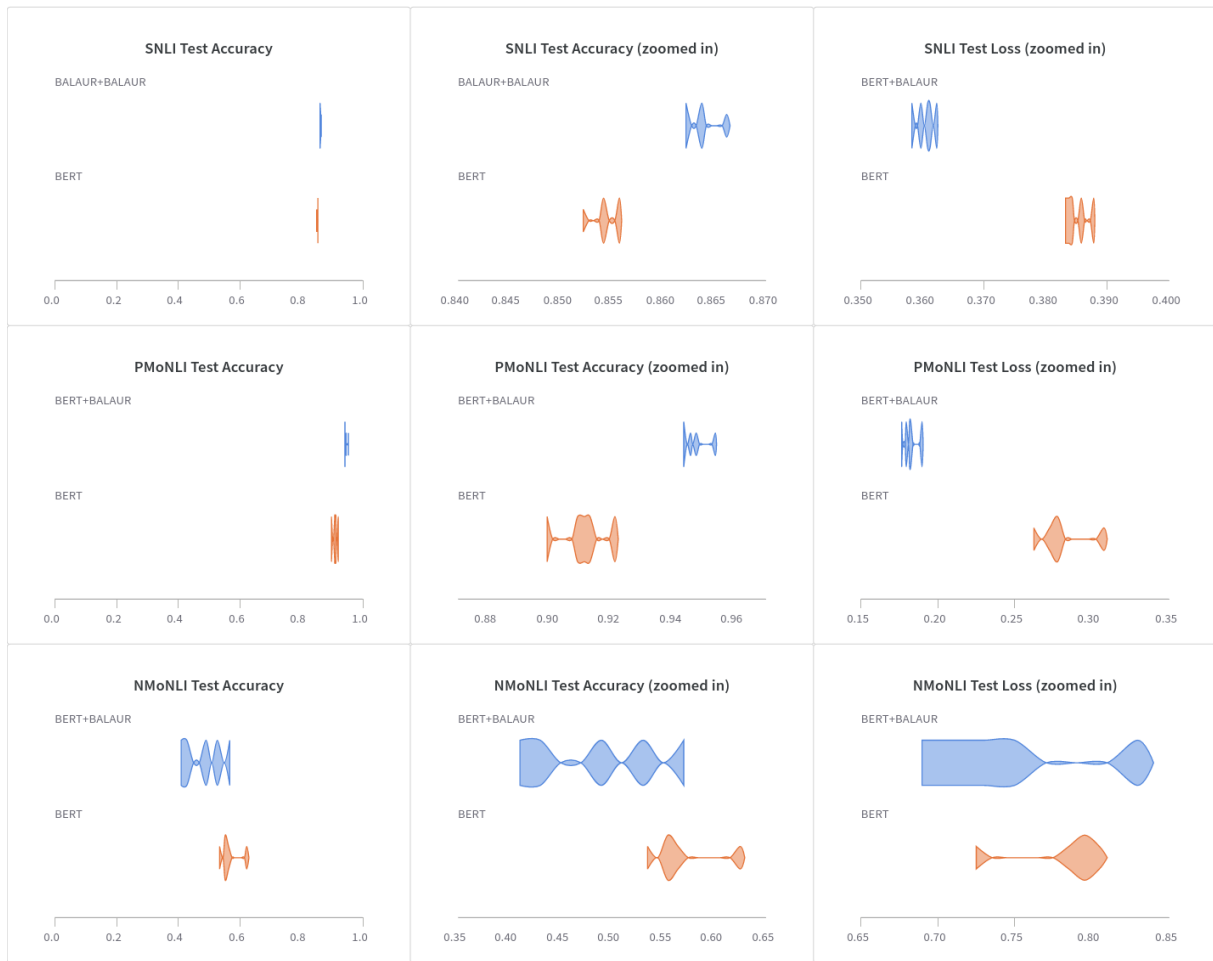 SNLI Test Accuracy
BALAUR+BALAUR
BERT
0.0 0.2 0.4 0.6 0.8 1.0
SNLI Test Accuracy (zoomed in)
BALAUR+BALAUR
BERT
0.840 0.845 0.850 0.855 0.860 0.865 0.870
SNLI Test Loss (zoomed in)
BERT+BALAUR
BERT
0.350 0.360 0.370 0.380 0.390 0.400
PMoNLI Test Accuracy
BERT+BALAUR
BERT
0.0 0.2 0.4 0.6 0.8 1.0
PMoNLI Test Accuracy (zoomed in)
BERT+BALAUR
BERT
0.88 0.90 0.92 0.94 0.96
PMoNLI Test Loss (zoomed in)
BERT+BALAUR
BERT
0.15 0.20 0.25 0.30 0.35
NMoNLI Test Accuracy
BERT+BALAUR
BERT
0.0 0.2 0.4 0.6 0.8 1.0
NMoNLI Test Accuracy (zoomed in)
BERT+BALAUR
BERT
0.35 0.40 0.45 0.50 0.55 0.60 0.65
NMoNLI Test Loss (zoomed in)
BERT+BALAUR
BERT
0.65 0.70 0.75 0.80 0.85